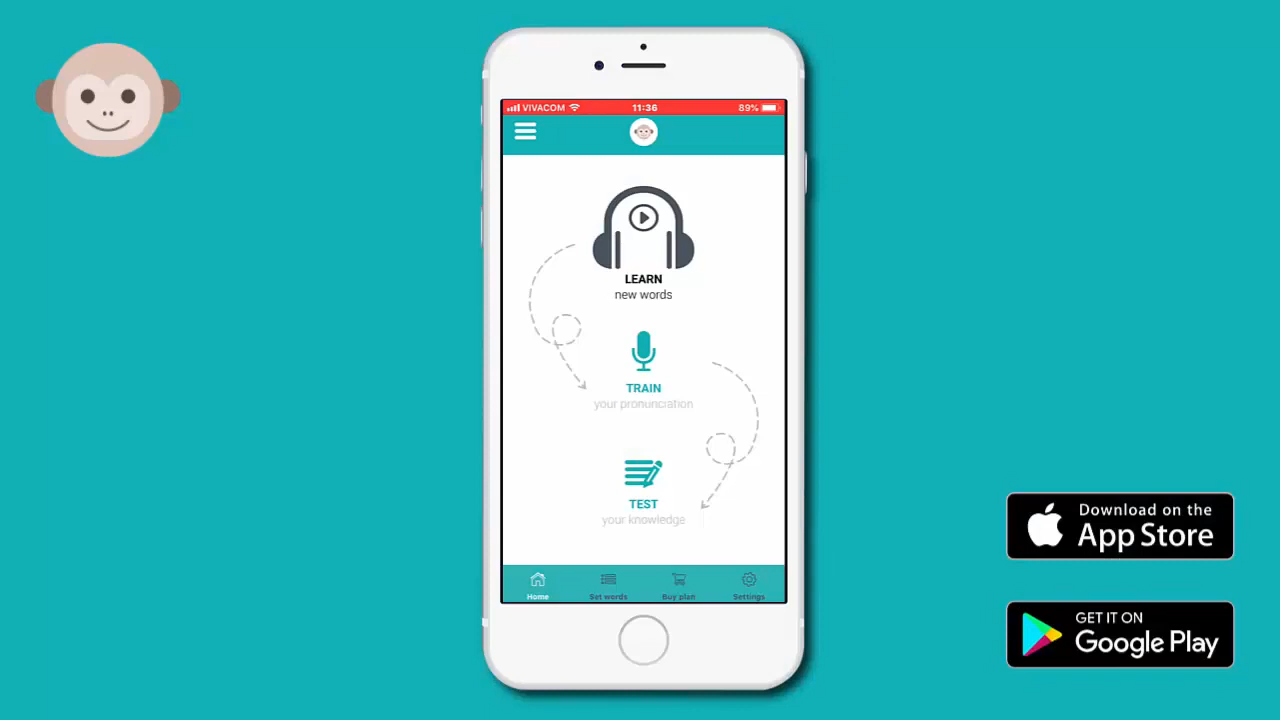 VIVACOM 11:36 89%
LEARN
new words
TRAIN
your pronunciation
TEST
your knowledge
Home Set words Buy plan Settings
Download on the
App Store
GET IT ON
Google Play